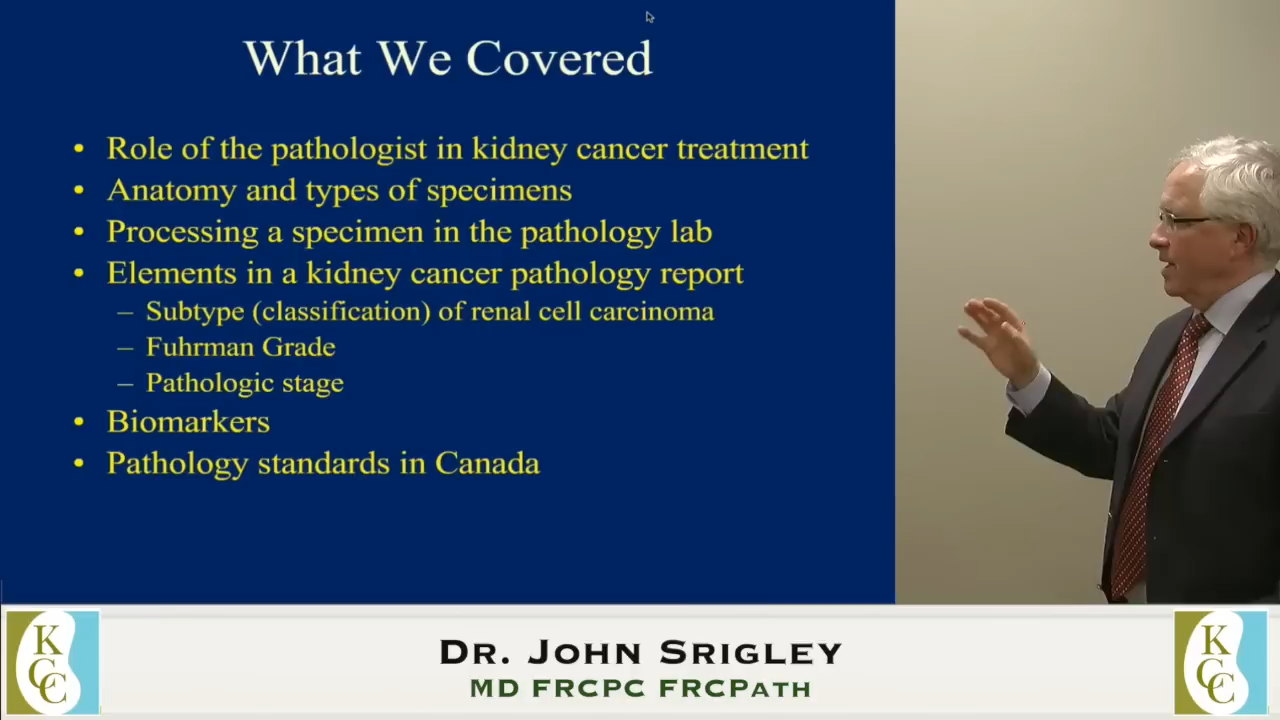 What We Covered
• Role of the pathologist in kidney cancer treatment
• Anatomy and types of specimens
• Processing a specimen in the pathology lab
• Elements in a kidney cancer pathology report
– Subtype (classification) of renal cell carcinoma
– Fuhrman Grade
– Pathologic stage
• Biomarkers
• Pathology standards in Canada
KCC
DR. JOHN SRIGLEY
MD FRCPC FRCPATH
KCC